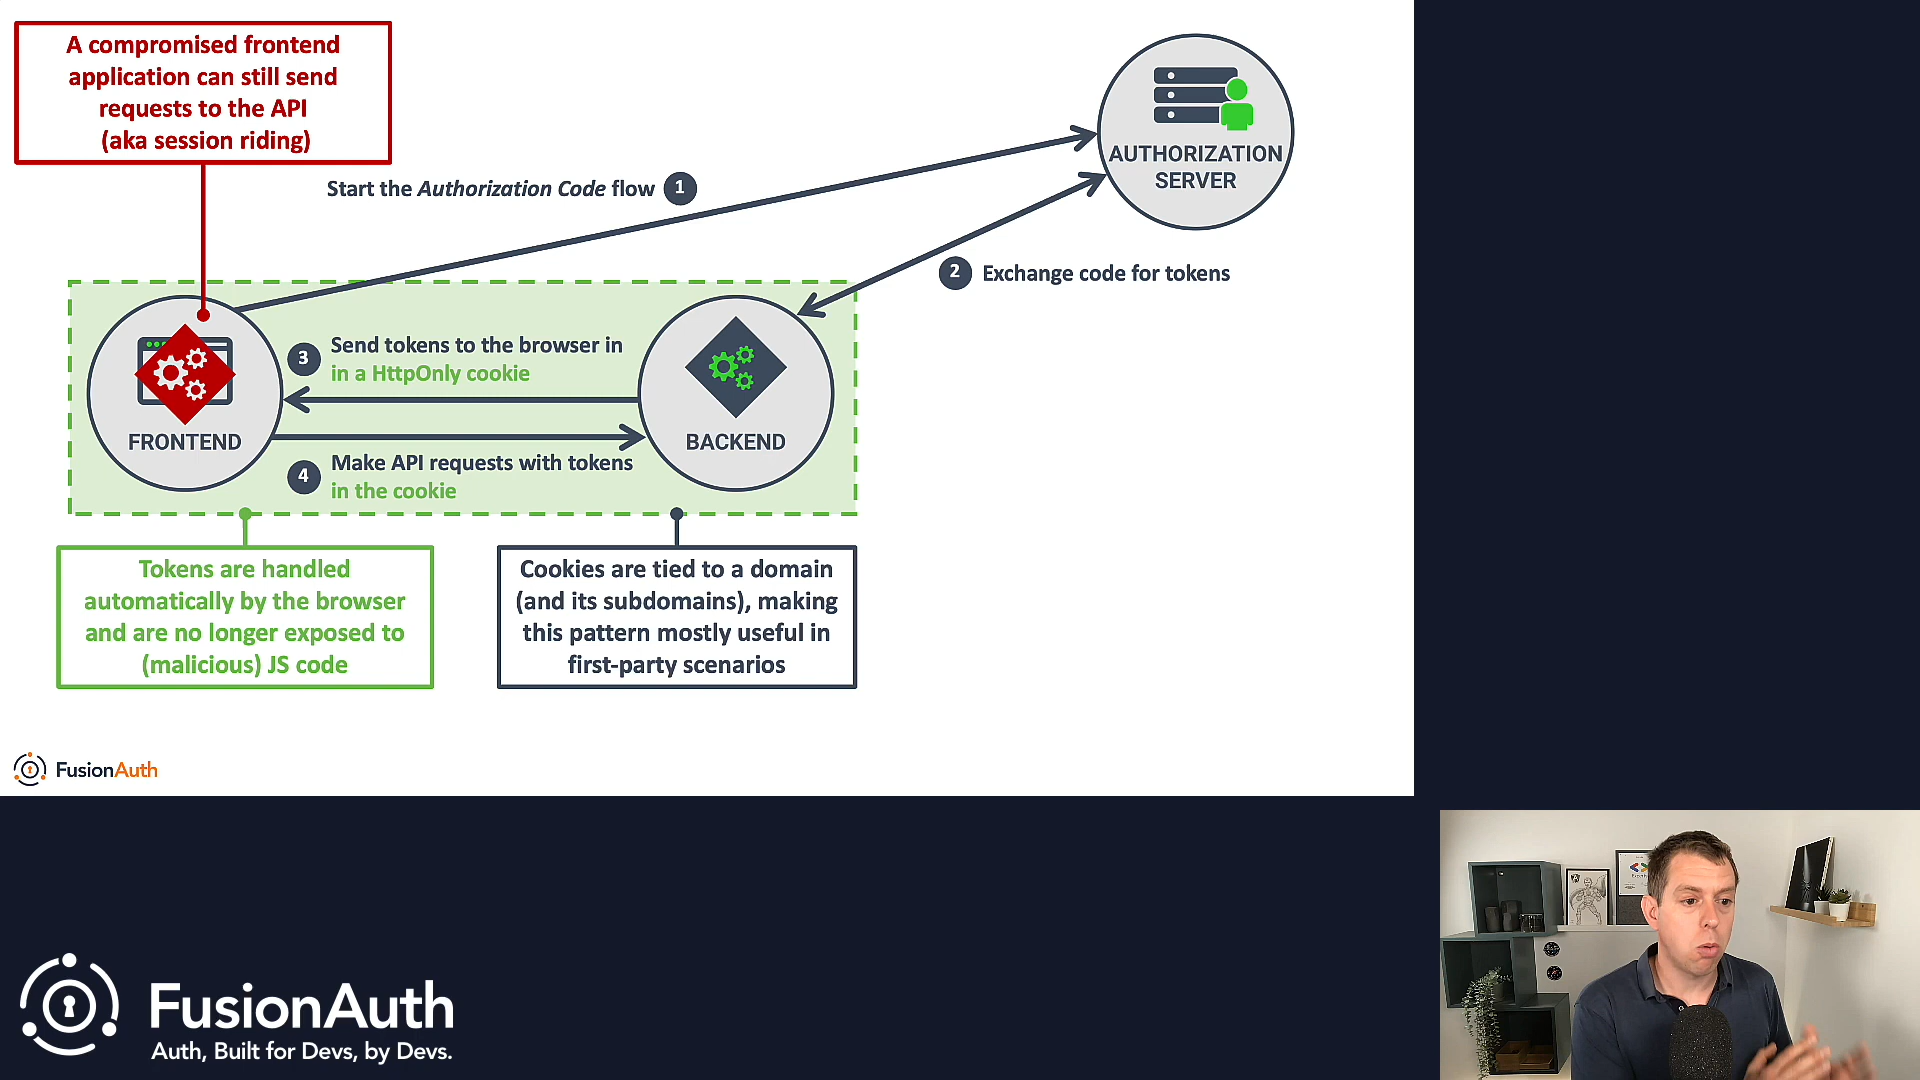 A compromised frontend
application can still send
requests to the API
(aka session riding)
AUTHORIZATION
SERVER
Start the Authorization Code flow 1
2 Exchange code for tokens
3 Send tokens to the browser in
in a HttpOnly cookie
FRONTEND
BACKEND
4 Make API requests with tokens
in the cookie
Tokens are handled
automatically by the browser
and are no longer exposed to
(malicious) JS code
Cookies are tied to a domain
(and its subdomains), making
this pattern mostly useful in
first-party scenarios
FusionAuth
FusionAuth
Auth, Built for Devs, by Devs.